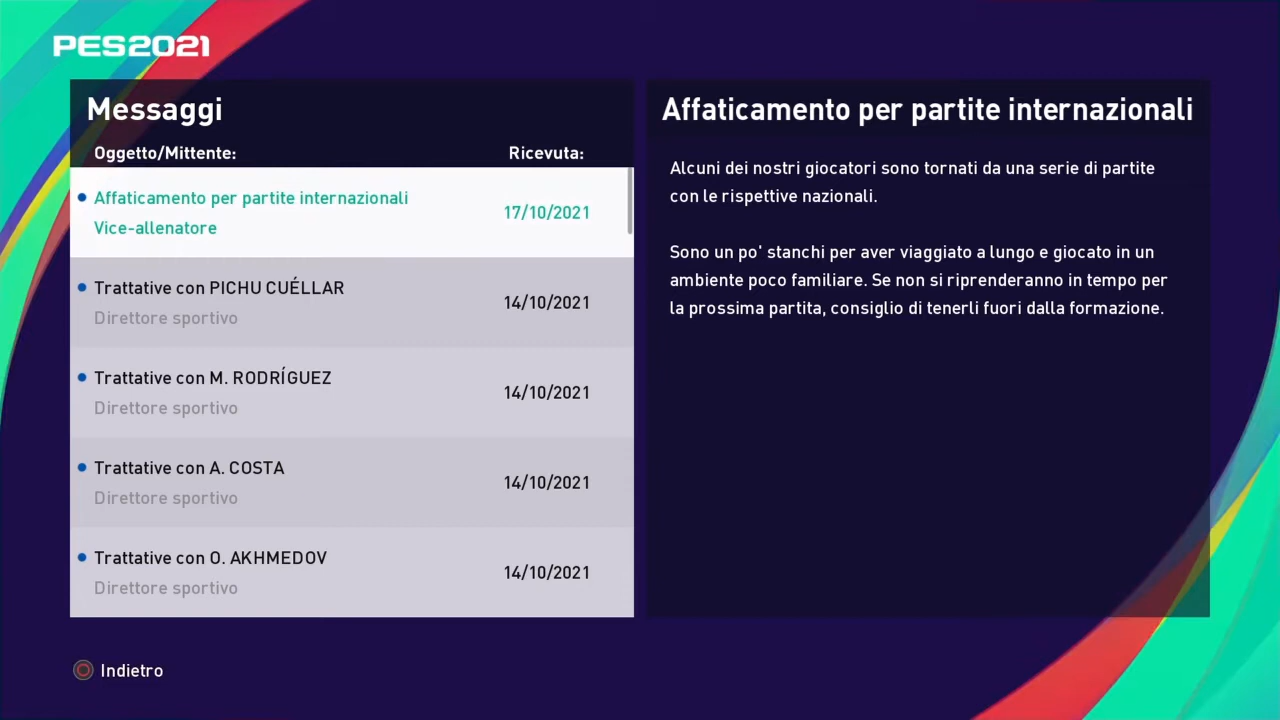 PES2021
Messaggi
Oggetto/Mittente: Ricevuta:
Affaticamento per partite internazionali
Vice-allenatore
17/10/2021
Trattative con PICHU CUÉLLAR
Direttore sportivo
14/10/2021
Trattative con M. RODRÍGUEZ
Direttore sportivo
14/10/2021
Trattative con A. COSTA
Direttore sportivo
14/10/2021
Trattative con O. AKHMEDOV
Direttore sportivo
14/10/2021
Affaticamento per partite internazionali
Alcuni dei nostri giocatori sono tornati da una serie di partite
con le rispettive nazionali.
Sono un po' stanchi per aver viaggiato a lungo e giocato in un
ambiente poco familiare. Se non si riprenderanno in tempo per
la prossima partita, consiglio di tenerli fuori dalla formazione.
Indietro